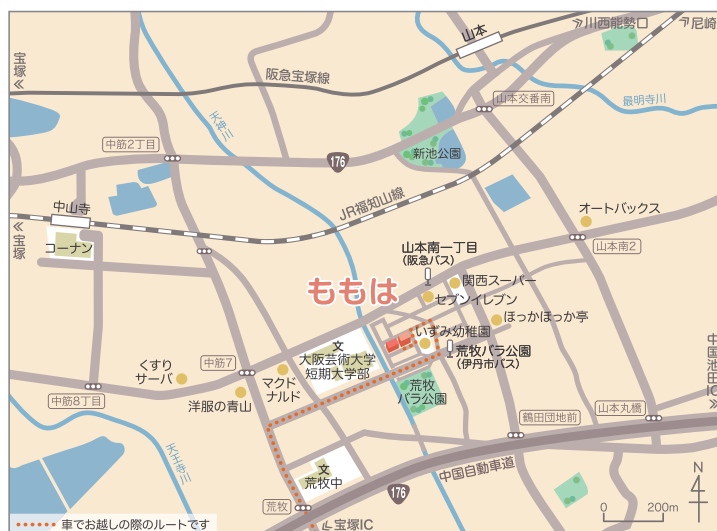 川西能勢口
尼崎
山本
宝塚
阪急宝塚線
山本交番南
最明寺川
天神川
中筋2丁目
176
新池公園
JR福知山線
中山寺
宝塚
コーナン
オートバックス
山本南2
山本南一丁目
(阪急バス)
関西スーパー
セブンイレブン
ももは
ほっかほっか亭
いずみ幼稚園
荒牧バラ公園
(伊丹市バス)
文
大阪芸術大学
短期大学部
中国池田IC
くすり
サーバ
中筋7
マクド
ナルド
荒牧
バラ公園
中筋8丁目
洋服の青山
鶴田団地前
山本丸橋
天王寺川
文
荒牧中
中国自動車道
176
荒牧
宝塚IC
車でお越しの際のルートです
N
0 200m